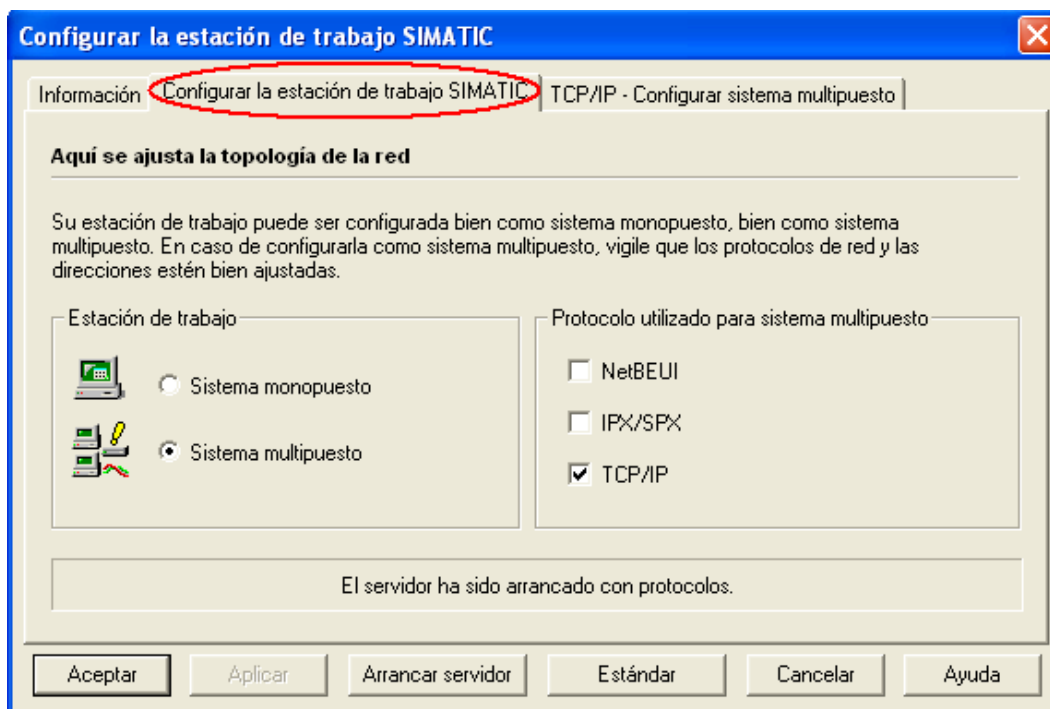 Configurar la estación de trabajo SIMATIC
Información
Configurar la estación de trabajo SIMATIC
TCP/IP - Configurar sistema multipuesto
Aquí se ajusta la topología de la red
Su estación de trabajo puede ser configurada bien como sistema monopuesto, bien como sistema
multipuesto. En caso de configurarla como sistema multipuesto, vigile que los protocolos de red y las
direcciones estén bien ajustadas.
Estación de trabajo
Sistema monopuesto
Sistema multipuesto
Protocolo utilizado para sistema multipuesto
NetBEUI
IPX/SPX
TCP/IP
El servidor ha sido arrancado con protocolos.
Aceptar
Aplicar
Arrancar servidor
Estándar
Cancelar
Ayuda